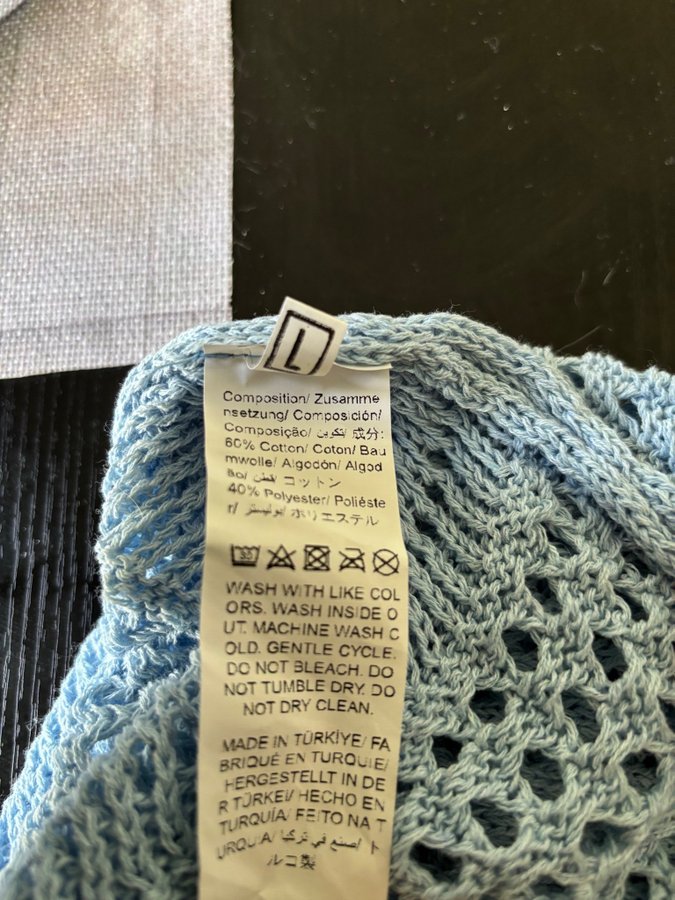 L
Composition/ Zusamme
nsetzung/ Composición/
Composição/ تكوين/ 成分:
60% Cotton/ Coton/ Bau
mwolle/ Algodón/ Algod
ão/ قطن/ コットン
40% Polyester/ Poliéste
r/ بوليستر/ ポリエステル
30
WASH WITH LIKE COL
ORS. WASH INSIDE O
UT. MACHINE WASH C
OLD. GENTLE CYCLE.
DO NOT BLEACH. DO
NOT TUMBLE DRY. DO
NOT DRY CLEAN.
MADE IN TÜRKİYE/ FA
BRIQUÉ EN TURQUIE/
HERGESTELLT IN DE
R TÜRKEI/ HECHO EN
TURQUÍA/ FEITO NA T
URQUIA/ صنع في تركيا/ ト
ルコ製